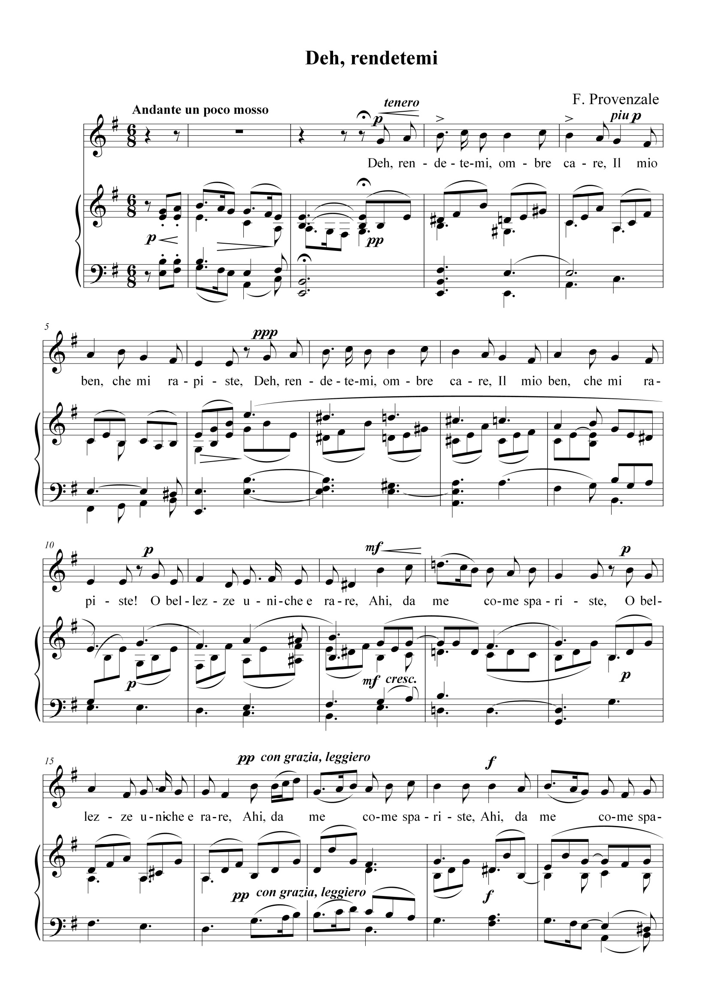 Deh, rendetemi
F. Provenzale
Andante un poco mosso
tenero
p
piu p
Deh, ren - de - te-mi, om - bre ca - re, Il mio
p
pp
5
ppp
ben, che mi ra - pi - ste, Deh, ren - de - te-mi, om - bre ca - re, Il mio ben, che mi ra-
10
p
mf
p
pi - ste! O bel-lez - ze u - ni-che e ra-re, Ahi, da me co-me spa-ri - ste, O bel-
p
mf cresc.
p
15
pp con grazia, leggiero
f
lez - ze u-ni-che e ra-re, Ahi, da me co-me spa-ri - ste, Ahi, da me co-me spa-
pp con grazia, leggiero
f